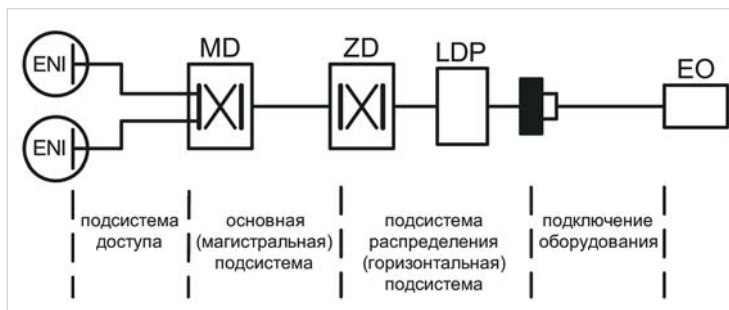 ENI
ENI
MD
ZD
LDP
EO
подсистема
доступа
основная
(магистральная)
подсистема
подсистема
распределения
(горизонтальная)
подсистема
подключение
оборудования